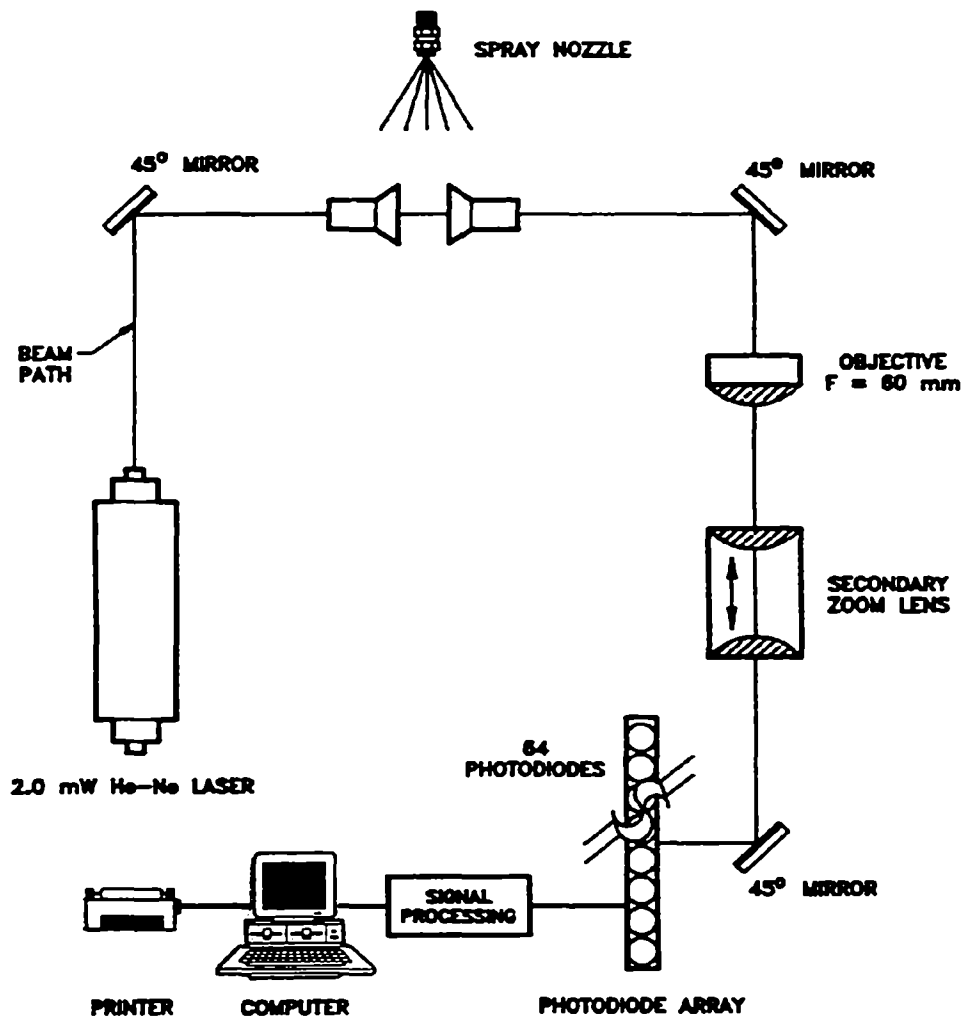 SPRAY NOZZLE
45° MIRROR
45° MIRROR
BEAM
PATH
OBJECTIVE
F = 60 mm
SECONDARY
ZOOM LENS
64
PHOTODIODES
2.0 mW He-Ne LASER
45° MIRROR
SIGNAL
PROCESSING
PRINTER
COMPUTER
PHOTODIODE ARRAY